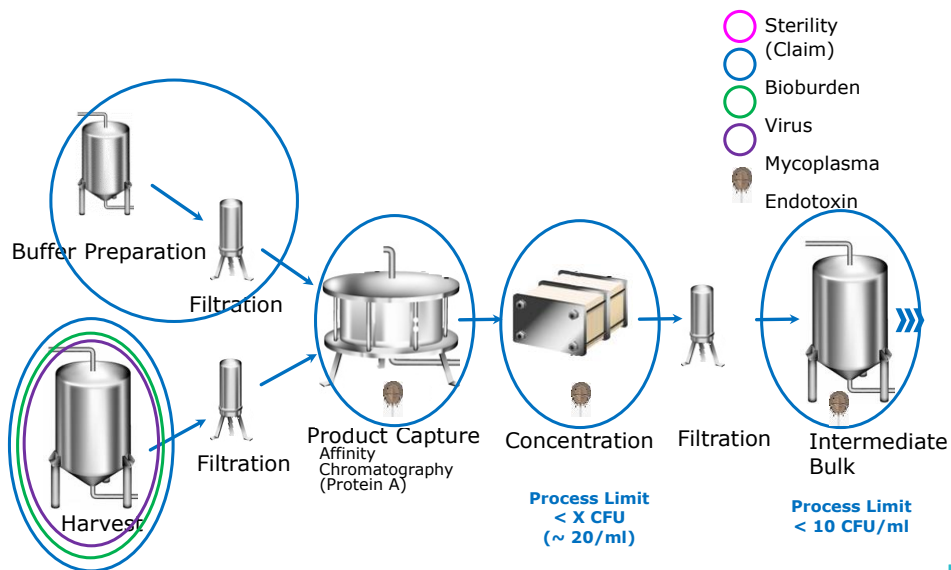 Sterility
(Claim)
Bioburden
Virus
Mycoplasma
Endotoxin
Buffer Preparation
Filtration
Harvest
Filtration
Product Capture
Affinity
Chromatography
(Protein A)
Concentration
Process Limit
< X CFU
(~ 20/ml)
Filtration
Intermediate
Bulk
Process Limit
< 10 CFU/ml